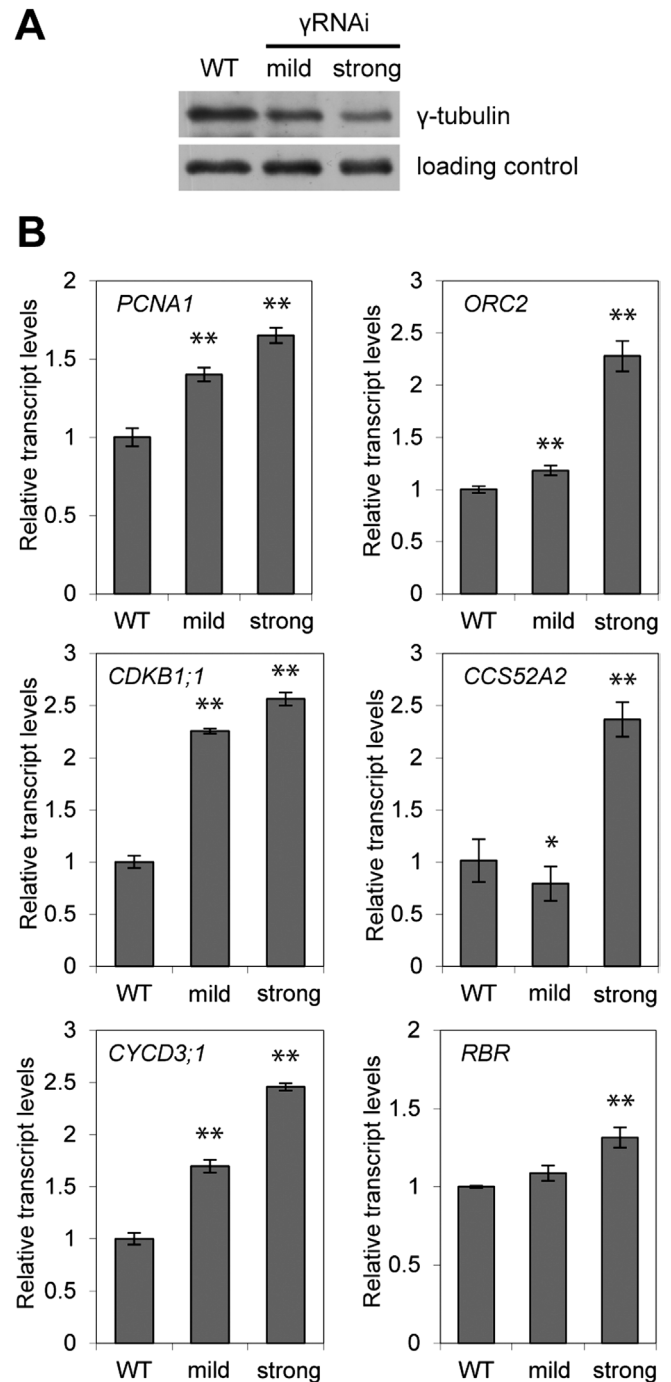 A
γRNAi
WT mild strong
γ-tubulin
loading control
B
PCNA1
Relative transcript levels
2
1.5
1
0.5
0
** **
WT mild strong
ORC2
Relative transcript levels
3
2.5
2
1.5
1
0.5
0
** **
WT mild strong
CDKB1;1
Relative transcript levels
3
2.5
2
1.5
1
0.5
0
** **
WT mild strong
CCS52A2
Relative transcript levels
3
2.5
2
1.5
1
0.5
0
* **
WT mild strong
CYCD3;1
Relative transcript levels
3
2.5
2
1.5
1
0.5
0
** **
WT mild strong
RBR
Relative transcript levels
2
1.5
1
0.5
0
**
WT mild strong